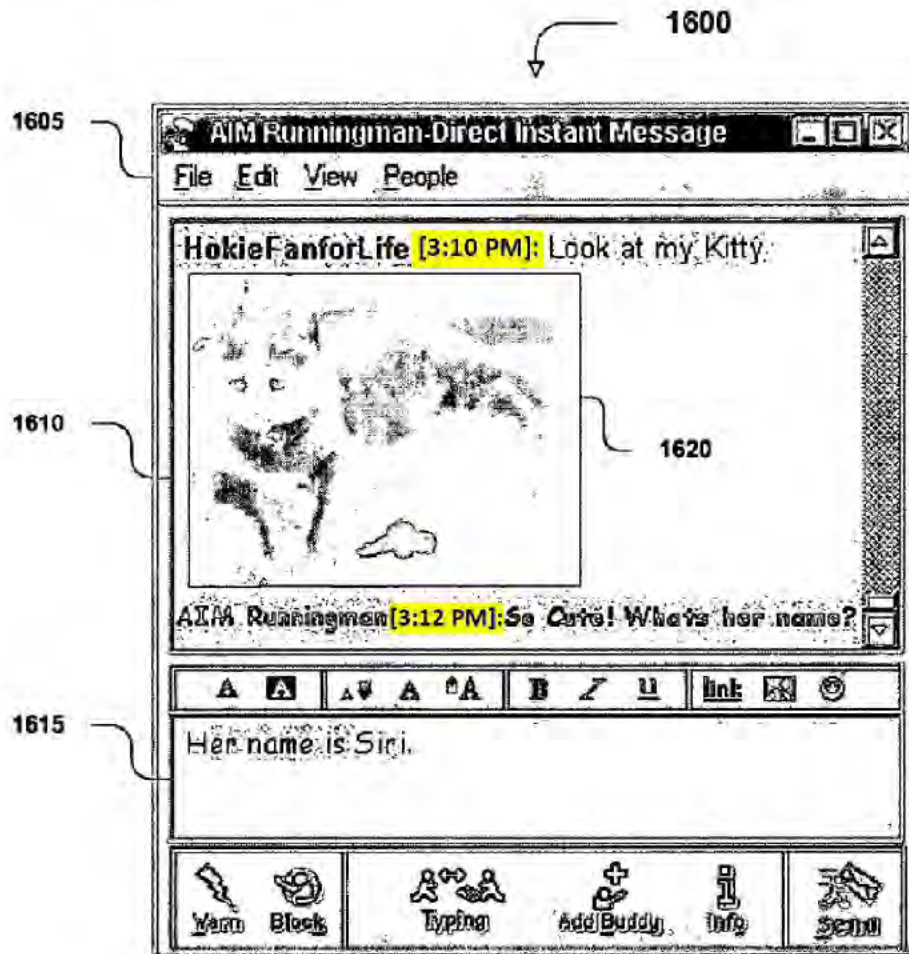 1600
1605
AIM Runningman-Direct Instant Message
File Edit View People
HokieFanforLife [3:10 PM]: Look at my Kitty.
1610
1620
AIM Runningman[3:12 PM]:So Cute! Whats her name?
A A A A A B I U link
1615
Her name is Siri.
Warn Block Typing Add Buddy Info Send